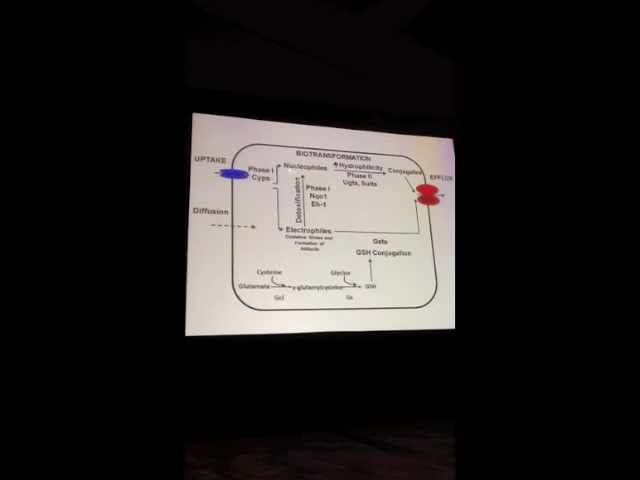 BIOTRANSFORMATION
UPTAKE
Phase I
Cyps
Nucleophiles
Hydrophilicity
Phase II
Ugts, Sults
Conjugates
EFFLUX
Detoxification
Phase I
Nqo1
Eh-1
Diffusion
Electrophiles
Oxidative Stress and
Formation of
Adducts
Gsts
GSH Conjugation
Cysteine
Glycine
Glutamate
γ-glutamylcysteine
GSH
Gcl
Gs